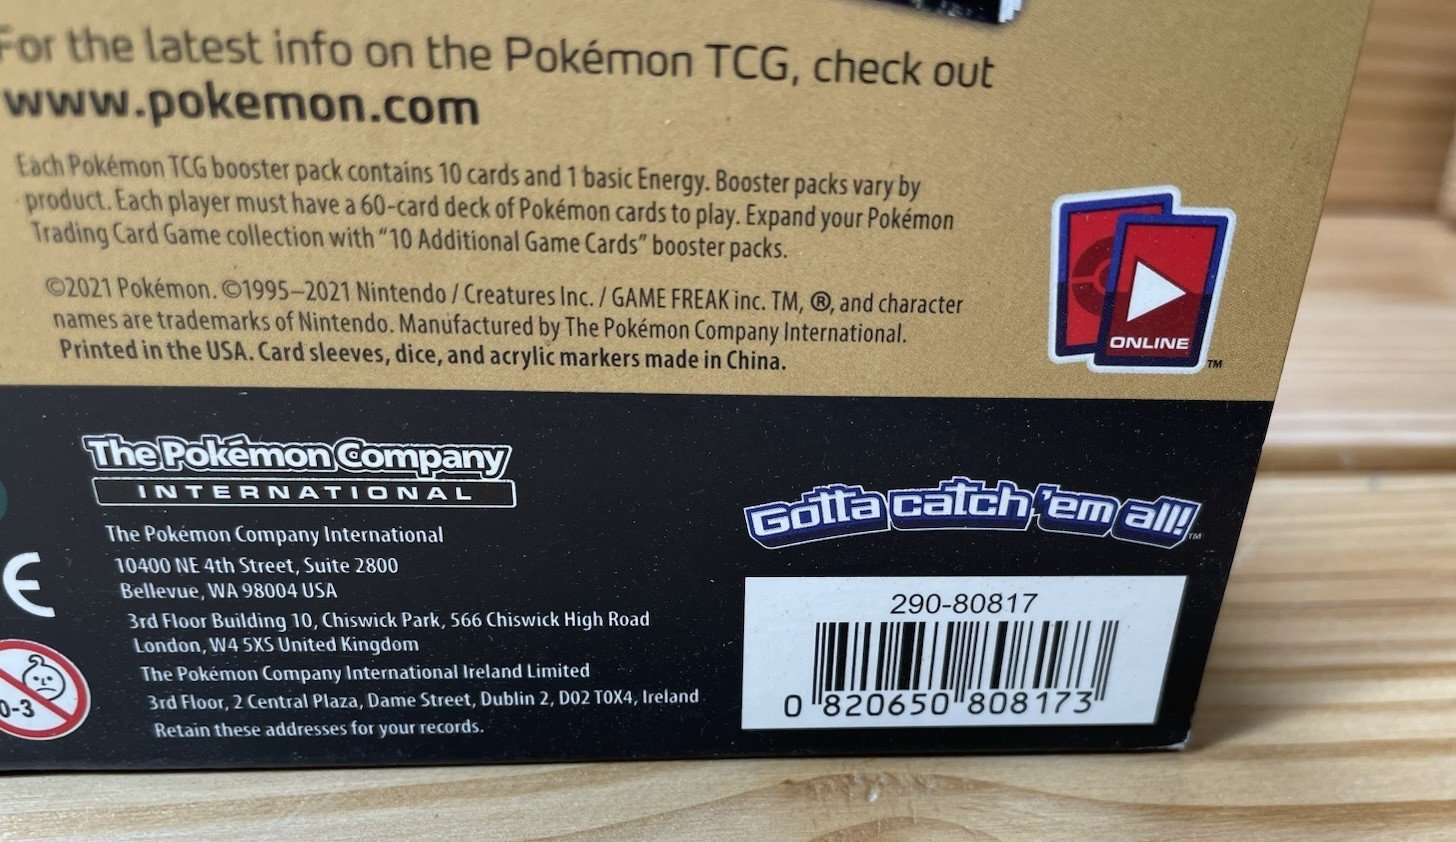 For the latest info on the Pokémon TCG, check out
www.pokemon.com
Each Pokémon TCG booster pack contains 10 cards and 1 basic Energy. Booster packs vary by
product. Each player must have a 60-card deck of Pokémon cards to play. Expand your Pokémon
Trading Card Game collection with “10 Additional Game Cards” booster packs.
©2021 Pokémon. ©1995–2021 Nintendo / Creatures Inc. / GAME FREAK inc. TM, ®, and character
names are trademarks of Nintendo. Manufactured by The Pokémon Company International.
Printed in the USA. Card sleeves, dice, and acrylic markers made in China.
ONLINE
TM
The Pokémon Company
INTERNATIONAL
The Pokémon Company International
10400 NE 4th Street, Suite 2800
Bellevue, WA 98004 USA
3rd Floor Building 10, Chiswick Park, 566 Chiswick High Road
London, W4 5XS United Kingdom
The Pokémon Company International Ireland Limited
3rd Floor, 2 Central Plaza, Dame Street, Dublin 2, D02 T0X4, Ireland
Retain these addresses for your records.
CE
0-3
Gotta catch 'em all! TM
290-80817
0 820650 808173